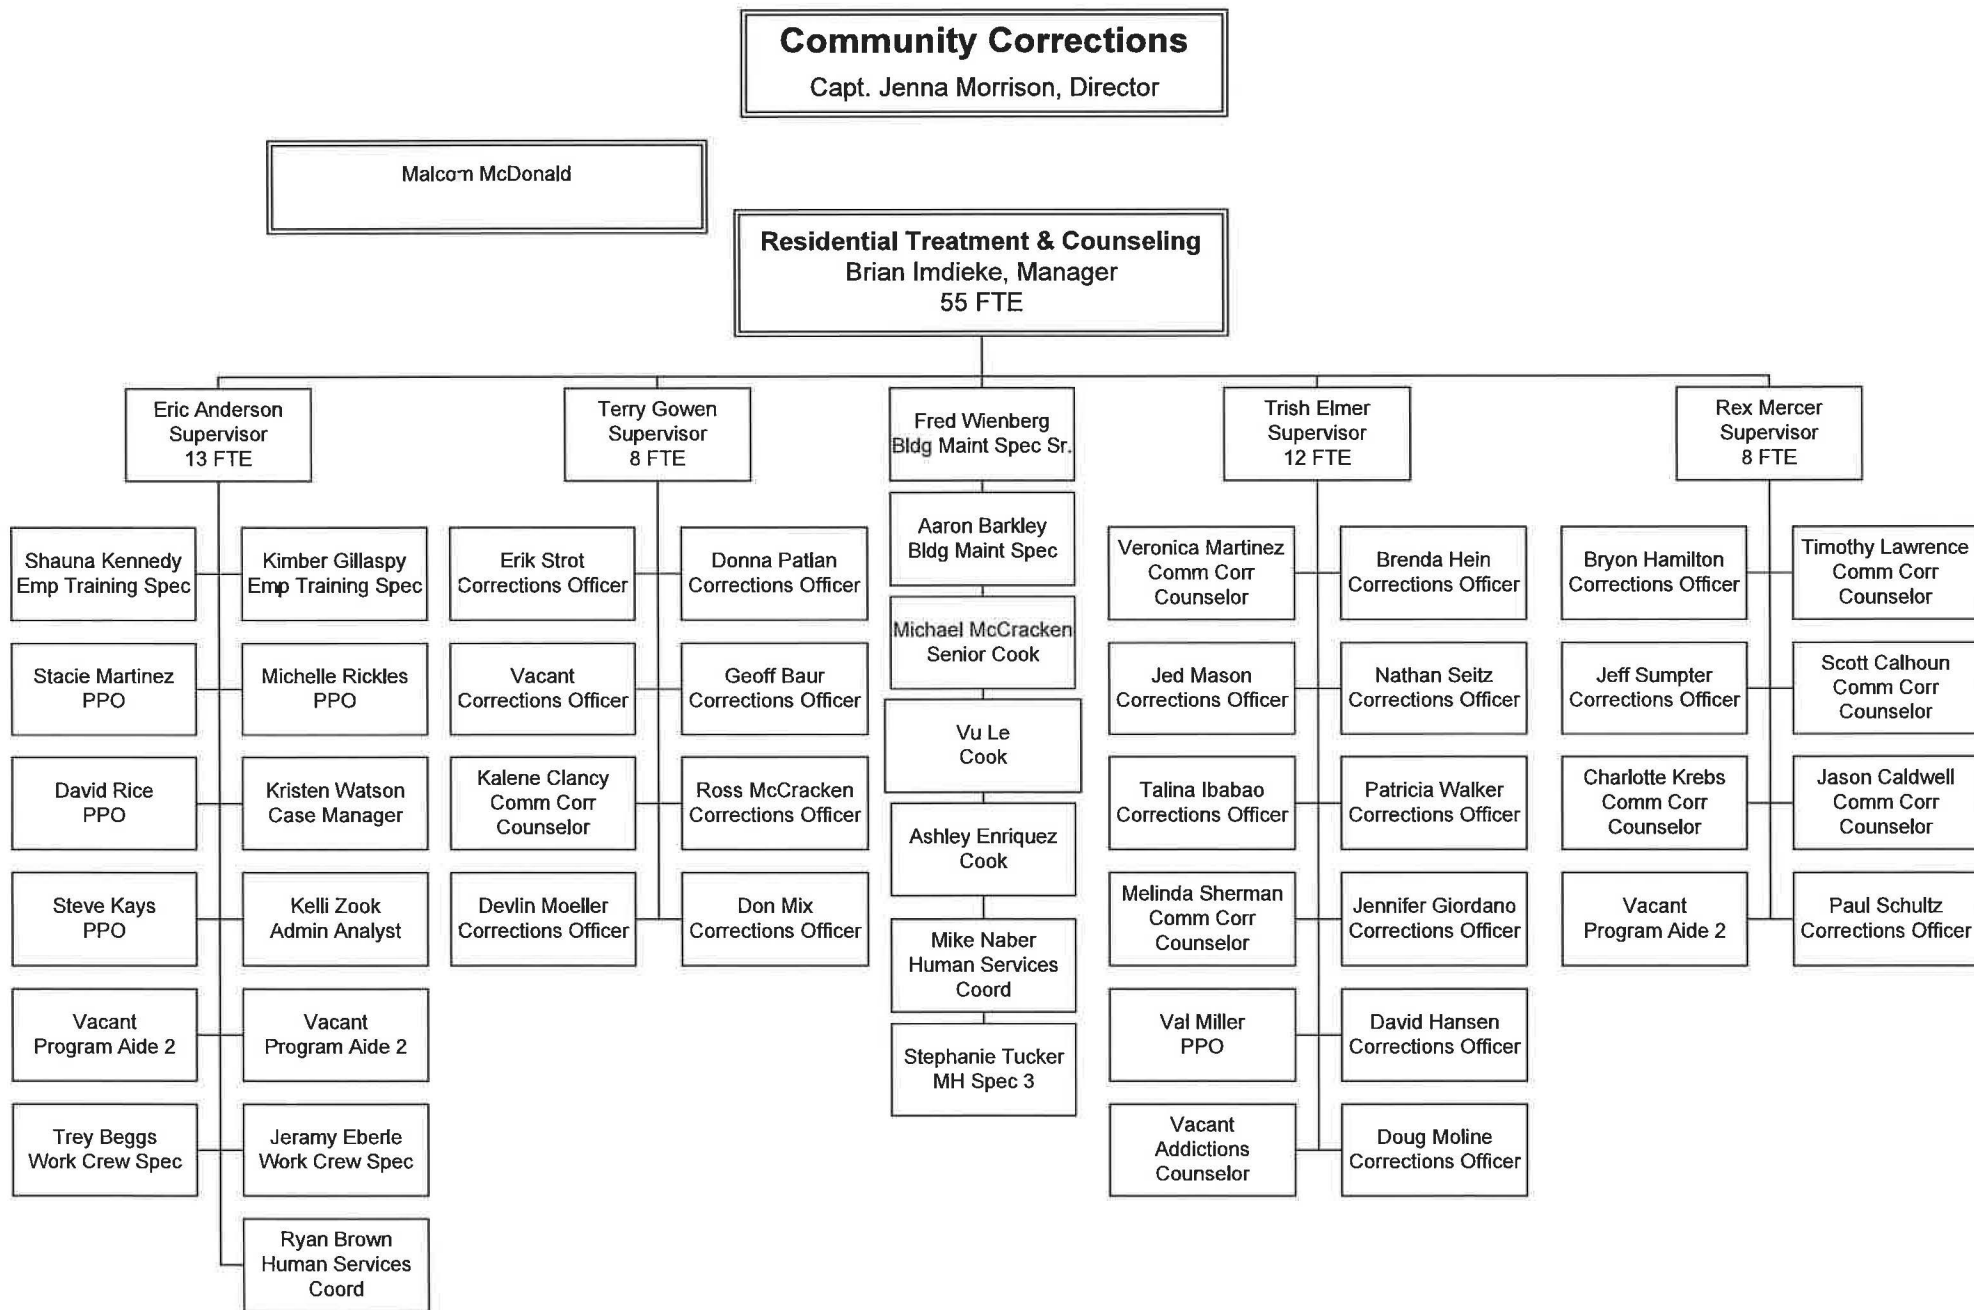 Community Corrections
Capt. Jenna Morrison, Director
Malcom McDonald
Residential Treatment & Counseling
Brian Imdieke, Manager
55 FTE
Eric Anderson
Supervisor
13 FTE
Terry Gowen
Supervisor
8 FTE
Fred Wienberg
Bldg Maint Spec Sr.
Trish Elmer
Supervisor
12 FTE
Rex Mercer
Supervisor
8 FTE
Shauna Kennedy
Emp Training Spec
Kimber Gillaspy
Emp Training Spec
Stacie Martinez
PPO
Michelle Rickles
PPO
David Rice
PPO
Kristen Watson
Case Manager
Steve Kays
PPO
Kelli Zook
Admin Analyst
Vacant
Program Aide 2
Vacant
Program Aide 2
Trey Beggs
Work Crew Spec
Jeramy Eberle
Work Crew Spec
Ryan Brown
Human Services
Coord
Erik Strot
Corrections Officer
Donna Patlan
Corrections Officer
Vacant
Corrections Officer
Geoff Baur
Corrections Officer
Kalene Clancy
Comm Corr
Counselor
Ross McCracken
Corrections Officer
Devlin Moeller
Corrections Officer
Don Mix
Corrections Officer
Aaron Barkley
Bldg Maint Spec
Michael McCracken
Senior Cook
Vu Le
Cook
Ashley Enriquez
Cook
Mike Naber
Human Services
Coord
Stephanie Tucker
MH Spec 3
Veronica Martinez
Comm Corr
Counselor
Brenda Hein
Corrections Officer
Jed Mason
Corrections Officer
Nathan Seitz
Corrections Officer
Talina Ibabao
Corrections Officer
Patricia Walker
Corrections Officer
Melinda Sherman
Comm Corr
Counselor
Jennifer Giordano
Corrections Officer
Val Miller
PPO
David Hansen
Corrections Officer
Vacant
Addictions
Counselor
Doug Moline
Corrections Officer
Bryon Hamilton
Corrections Officer
Timothy Lawrence
Comm Corr
Counselor
Jeff Sumpter
Corrections Officer
Scott Calhoun
Comm Corr
Counselor
Charlotte Krebs
Comm Corr
Counselor
Jason Caldwell
Comm Corr
Counselor
Vacant
Program Aide 2
Paul Schultz
Corrections Officer